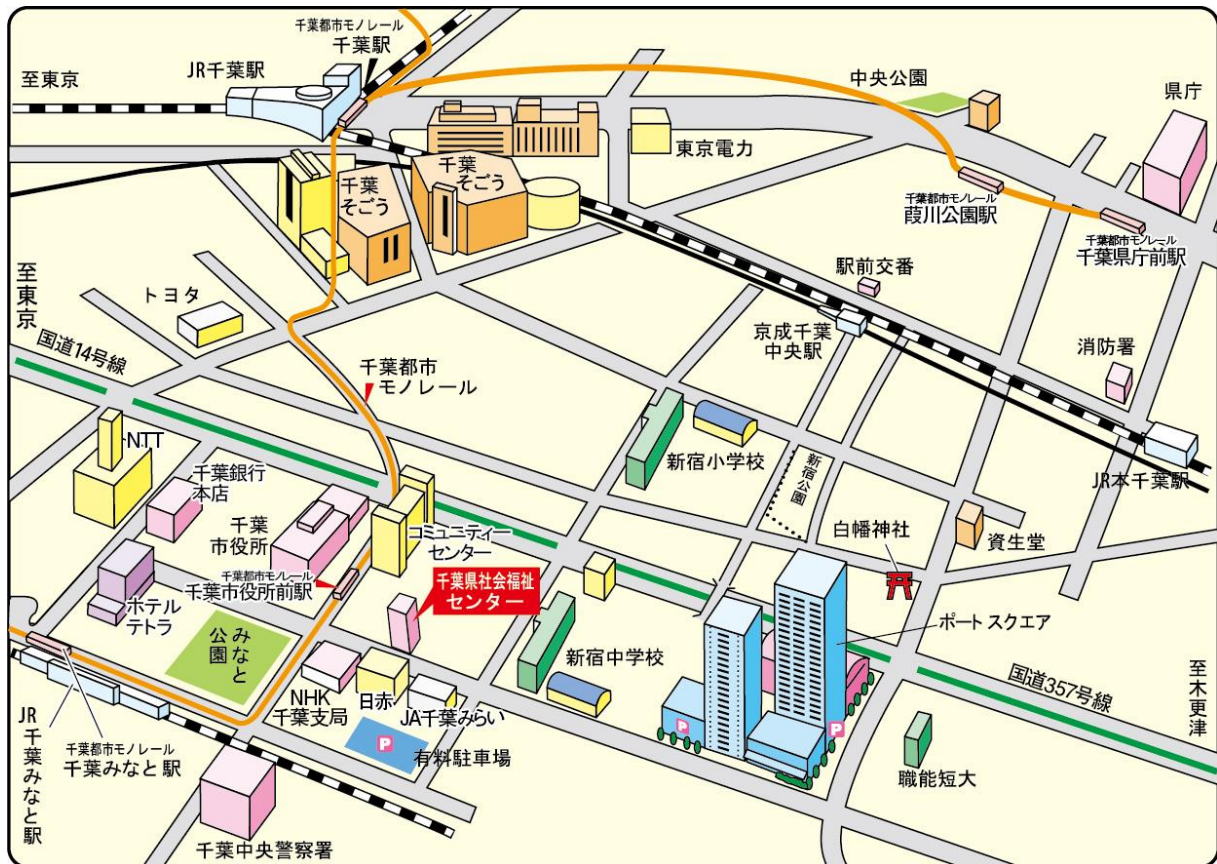 千葉都市モノレール
千葉駅
JR千葉駅
至東京
中央公園
県庁
東京電力
千葉
そごう
千葉
そごう
千葉都市モノレール
葭川公園駅
千葉都市モノレール
千葉県庁前駅
駅前交番
至東京
トヨタ
京成千葉
中央駅
消防署
国道14号線
千葉都市
モノレール
NTT
千葉銀行
本店
新宿小学校
新宿公園
JR本千葉駅
千葉
市役所
コミュニティー
センター
白幡神社
資生堂
千葉都市モノレール
千葉市役所前駅
千葉県社会福祉
センター
ホテル
テトラ
みなと
公園
新宿中学校
ポートスクエア
至木更津
国道357号線
NHK
千葉支局
日赤
JA千葉みらい
P
有料駐車場
P
P
職能短大
JR千葉みなと駅
千葉都市モノレール
千葉みなと駅
千葉中央警察署